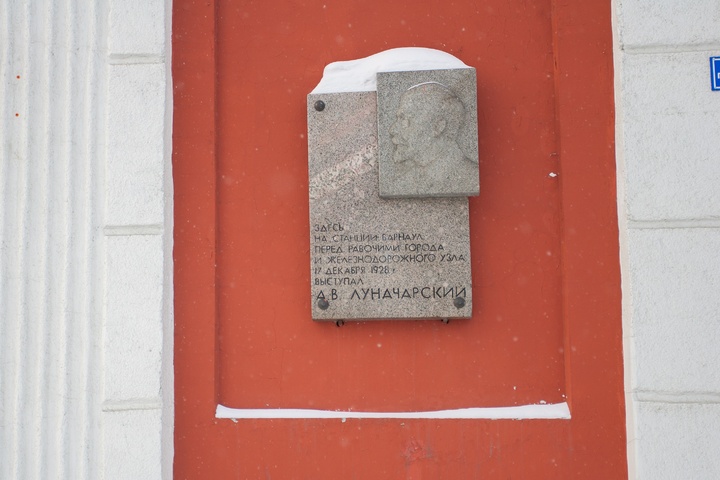 ЗДЕСЬ
НА СТАНЦИИ БАРНАУЛ
ПЕРЕД РАБОЧИМИ ГОРОДА
И ЖЕЛЕЗНОДОРОЖНОГО УЗЛА
17 ДЕКАБРЯ 1928 г
ВЫСТУПАЛ
А.В. ЛУНАЧАРСКИЙ